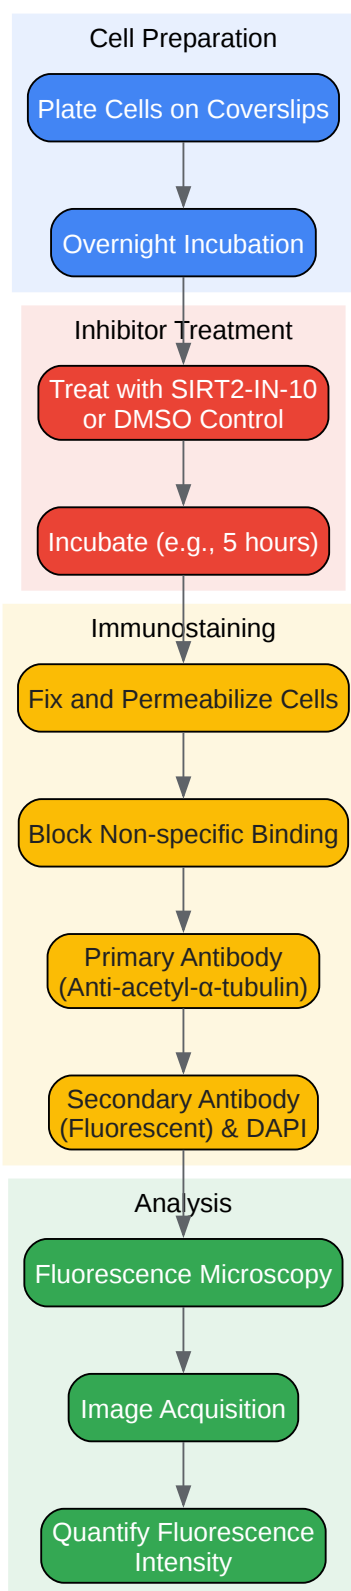 Cell Preparation
Plate Cells on Coverslips
Overnight Incubation
Inhibitor Treatment
Treat with SIRT2-IN-10
or DMSO Control
Incubate (e.g., 5 hours)
Immunostaining
Fix and Permeabilize Cells
Block Non-specific Binding
Primary Antibody
(Anti-acetyl-α-tubulin)
Secondary Antibody
(Fluorescent) & DAPI
Analysis
Fluorescence Microscopy
Image Acquisition
Quantify Fluorescence
Intensity